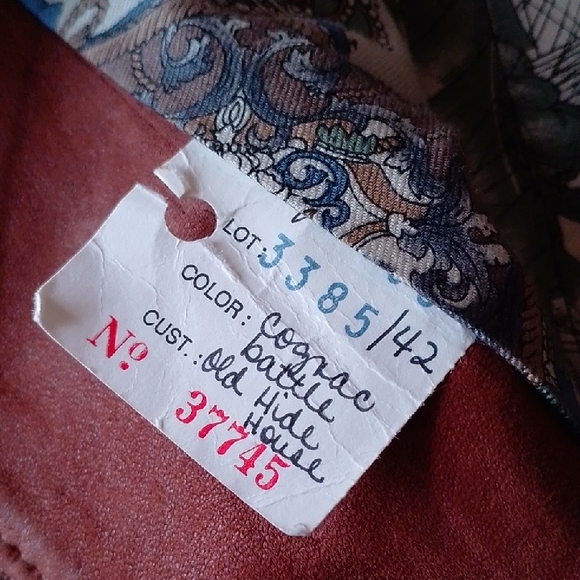 LOT: 3385/42
COLOR: Cognac
battle
CUST.: Old Hide
House
Nº 37745